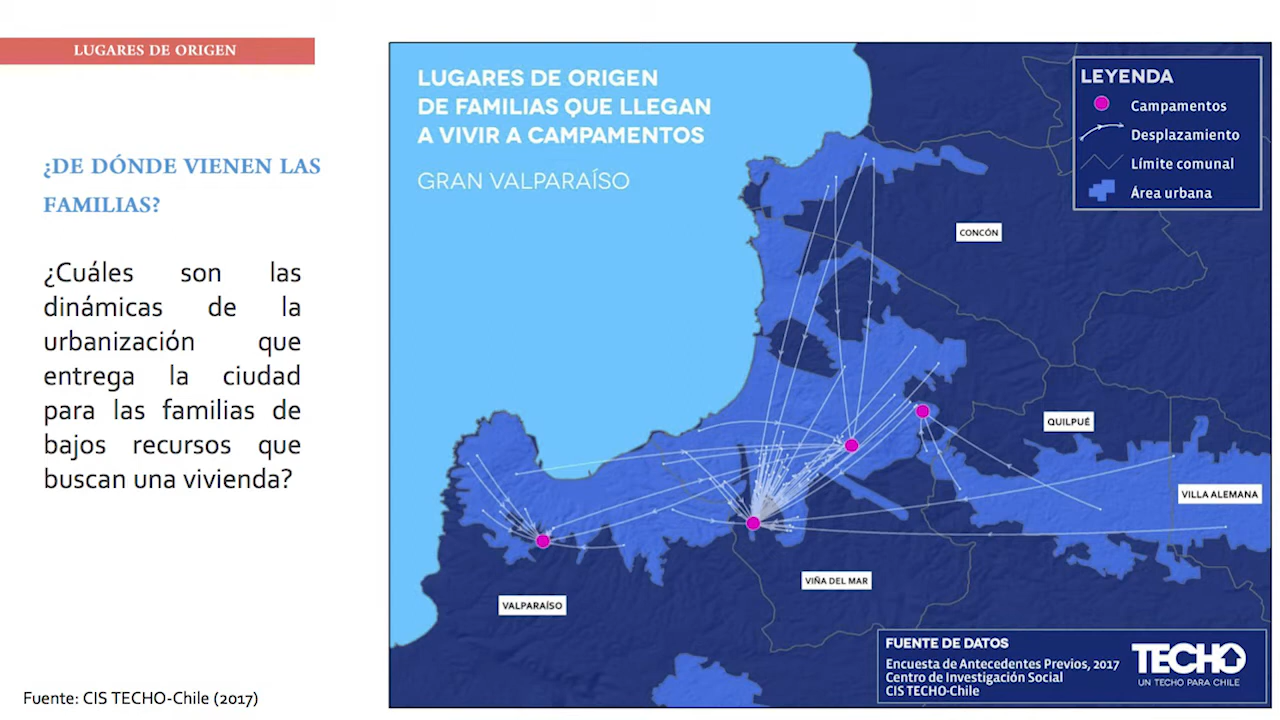 LUGARES DE ORIGEN
¿DE DÓNDE VIENEN LAS
FAMILIAS?
¿Cuáles son las
dinámicas de la
urbanización que
entrega la ciudad
para las familias de
bajos recursos que
buscan una vivienda?
Fuente: CIS TECHO-Chile (2017)
LUGARES DE ORIGEN
DE FAMILIAS QUE LLEGAN
A VIVIR A CAMPAMENTOS
GRAN VALPARAÍSO
LEYENDA
Campamentos
Desplazamiento
Límite comunal
Área urbana
CONCÓN
QUILPUÉ
VILLA ALEMANA
VIÑA DEL MAR
VALPARAÍSO
FUENTE DE DATOS
Encuesta de Antecedentes Previos, 2017
Centro de Investigación Social
CIS TECHO-Chile
TECHO
UN TECHO PARA CHILE